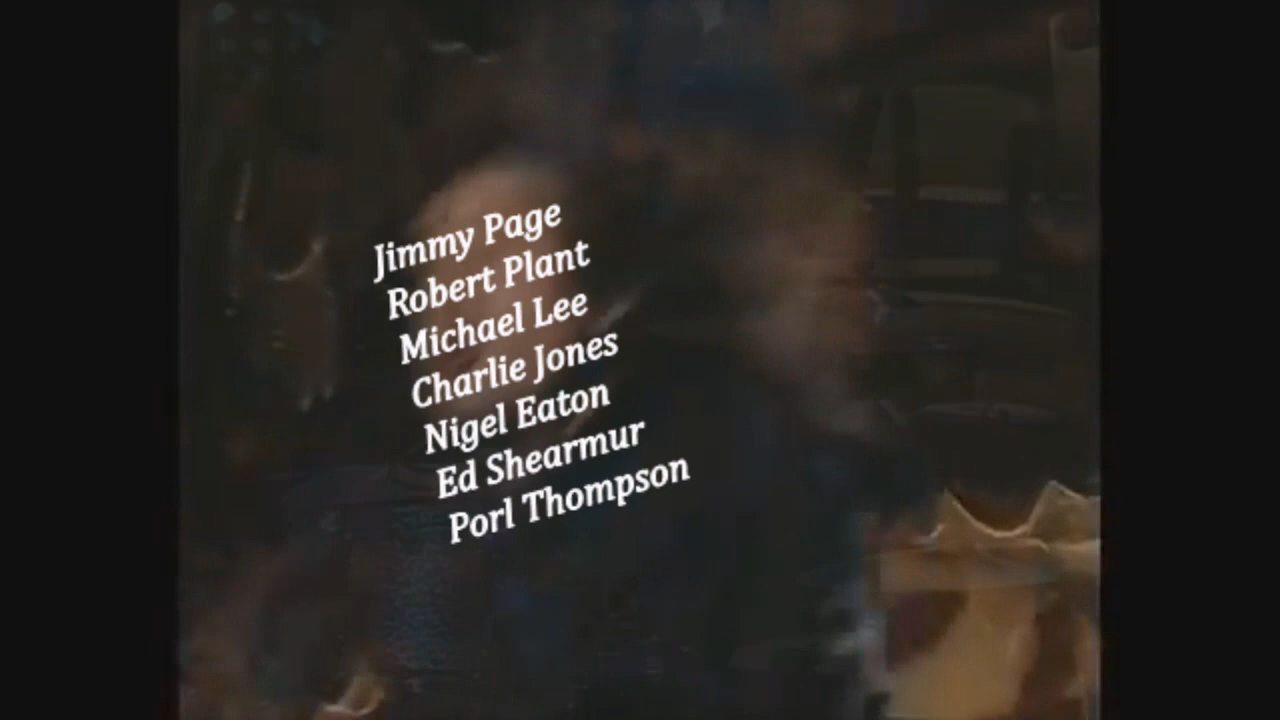 Jimmy Page
Robert Plant
Michael Lee
Charlie Jones
Nigel Eaton
Ed Shearmur
Porl Thompson